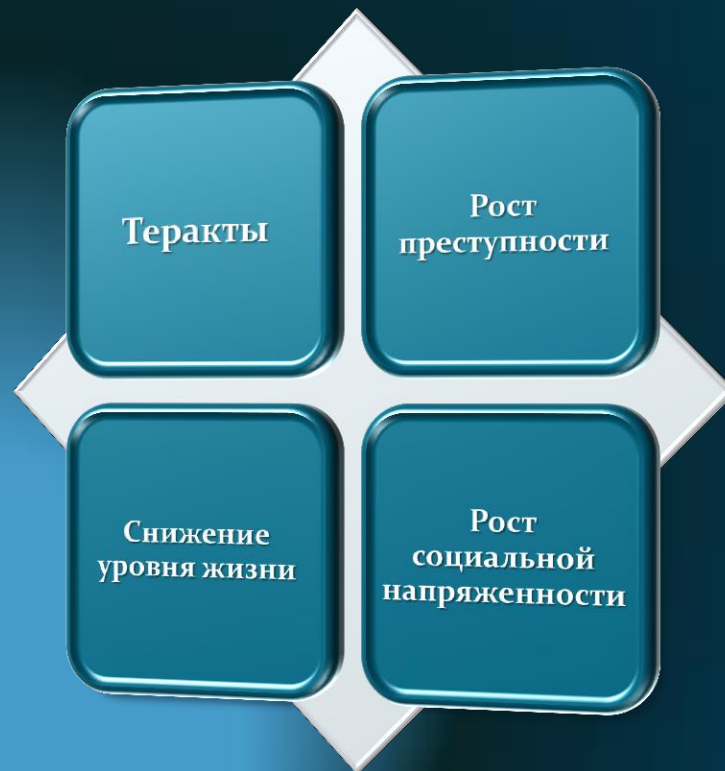 Теракты
Рост
преступности
Снижение
уровня жизни
Рост
социальной
напряженности